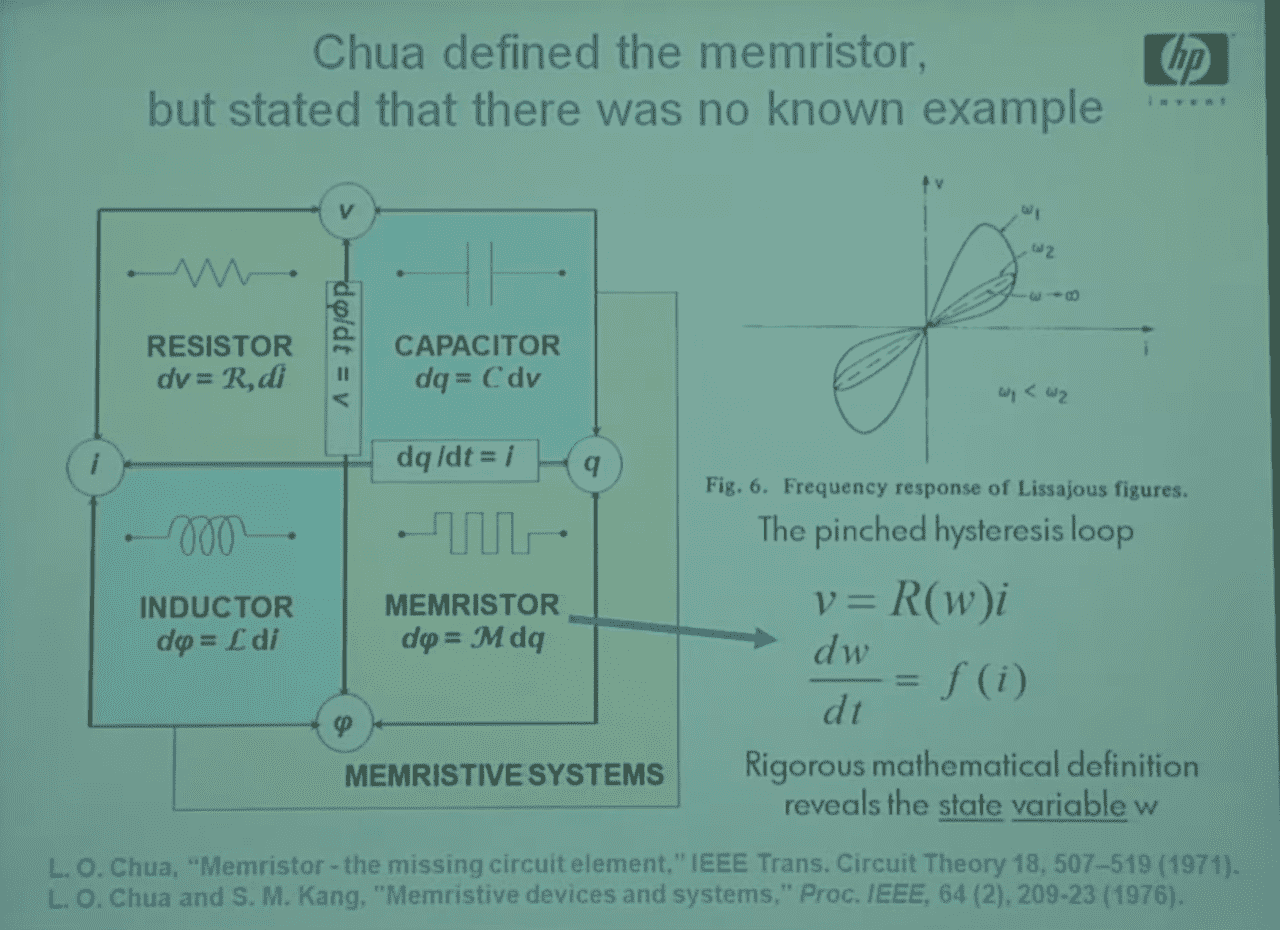 Chua defined the memristor,
but stated that there was no known example
hp
invent
v
RESISTOR
dv = R, di
dφ/dt = v
CAPACITOR
dq = C dv
i
dq/dt = i
q
INDUCTOR
dφ = L di
MEMRISTOR
dφ = M dq
φ
MEMRISTIVE SYSTEMS
v
ω1
ω2
ω→∞
i
ω1 < ω2
Fig. 6. Frequency response of Lissajous figures.
The pinched hysteresis loop
v = R(w)i
dw/dt = f(i)
Rigorous mathematical definition
reveals the state variable w
L. O. Chua, "Memristor - the missing circuit element," IEEE Trans. Circuit Theory 18, 507–519 (1971).
L. O. Chua and S. M. Kang, "Memristive devices and systems," Proc. IEEE, 64 (2), 209-23 (1976).